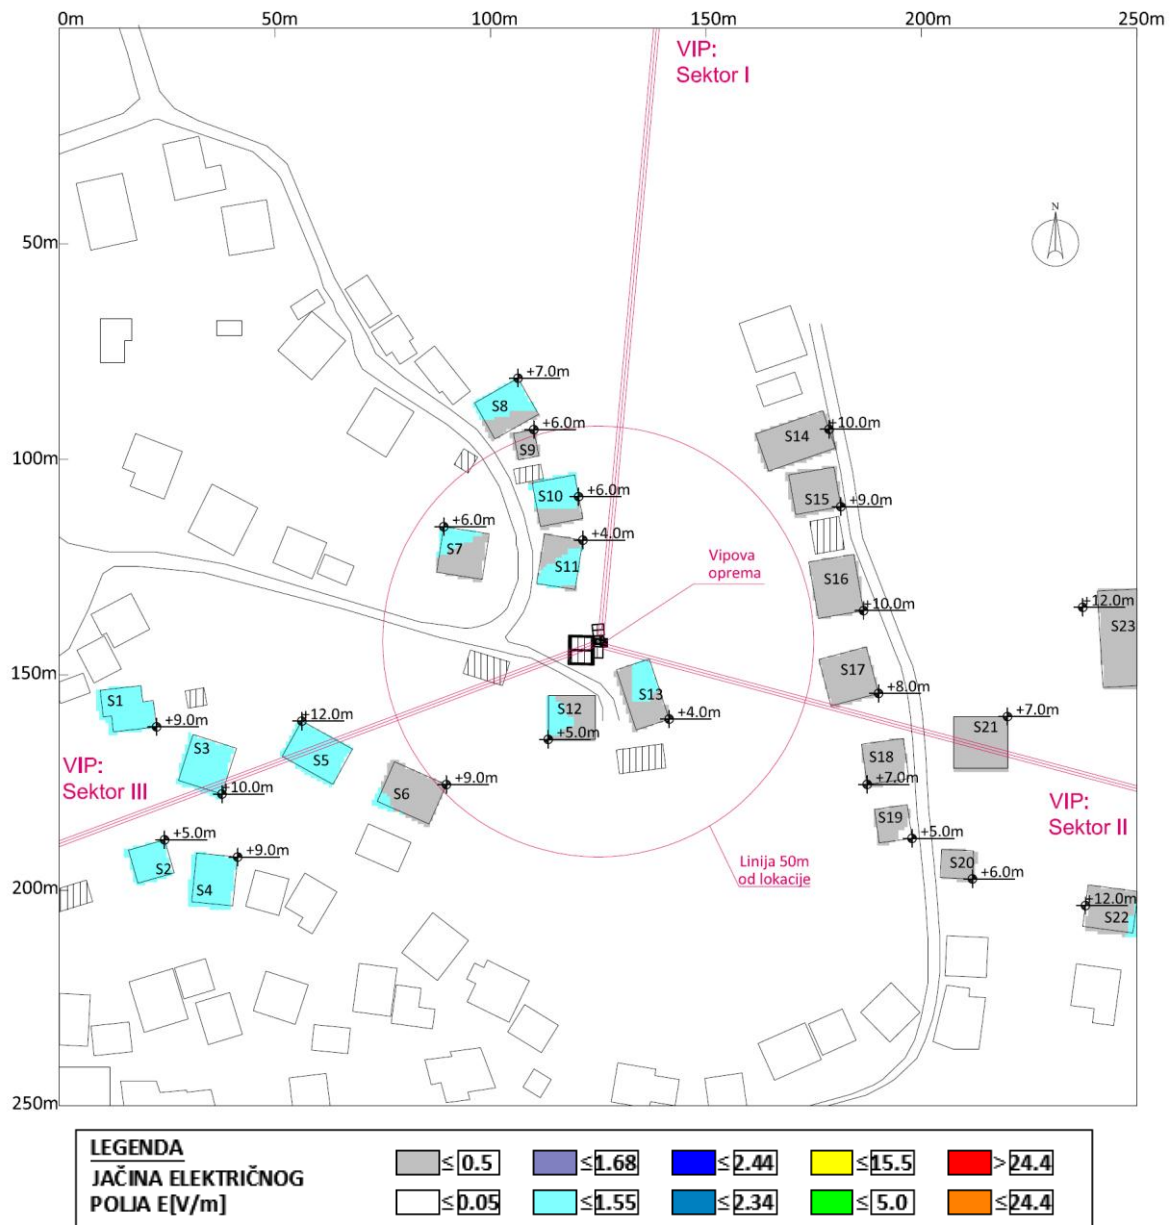 0m 50m 100m 150m 200m 250m
VIP:
Sektor I
N
50m
+7.0m
S8
+6.0m
S9
+10.0m
S14
100m
S10
+6.0m
S15
+9.0m
+6.0m
S7
+4.0m
S11
Vipova
oprema
S16
+10.0m
+12.0m
S23
150m
S17
+8.0m
S13
+4.0m
S12
+5.0m
S1
+9.0m
+12.0m
S5
S3
+10.0m
VIP:
Sektor III
S6
+9.0m
+7.0m
S21
S18
+7.0m
VIP:
Sektor II
S19
+5.0m
+5.0m
S2
+9.0m
S4
Linija 50m
od lokacije
S20
+6.0m
200m
+12.0m
S22
250m
LEGENDA
JAČINA ELEKTRIČNOG
POLJA E[V/m]
≤ 0.5 ≤ 1.68 ≤ 2.44 ≤ 15.5 > 24.4
≤ 0.05 ≤ 1.55 ≤ 2.34 ≤ 5.0 ≤ 24.4